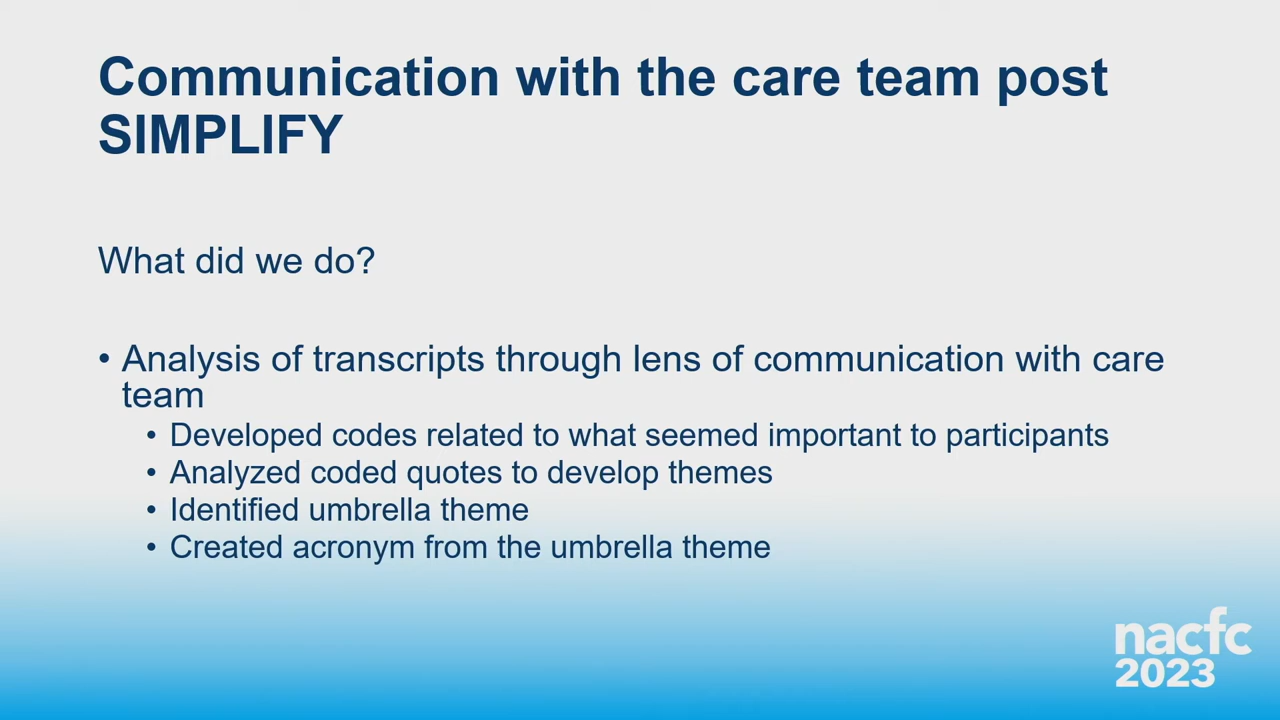 Communication with the care team post
SIMPLIFY
What did we do?
• Analysis of transcripts through lens of communication with care
team
• Developed codes related to what seemed important to participants
• Analyzed coded quotes to develop themes
• Identified umbrella theme
• Created acronym from the umbrella theme
nacfc
2023